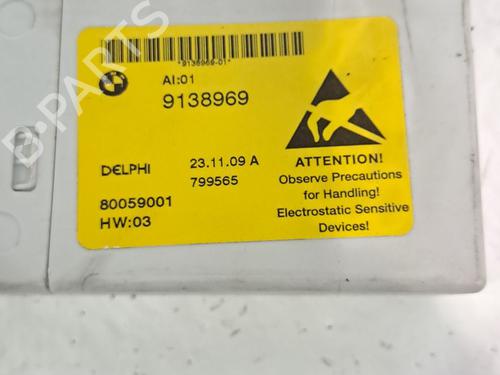 B-PARTS
*9138969-01*
AI:01
9138969
DELPHI
23.11.09 A
799565
80059001
HW:03
ATTENTION!
Observe Precautions
for Handling!
Electrostatic Sensitive
Devices!